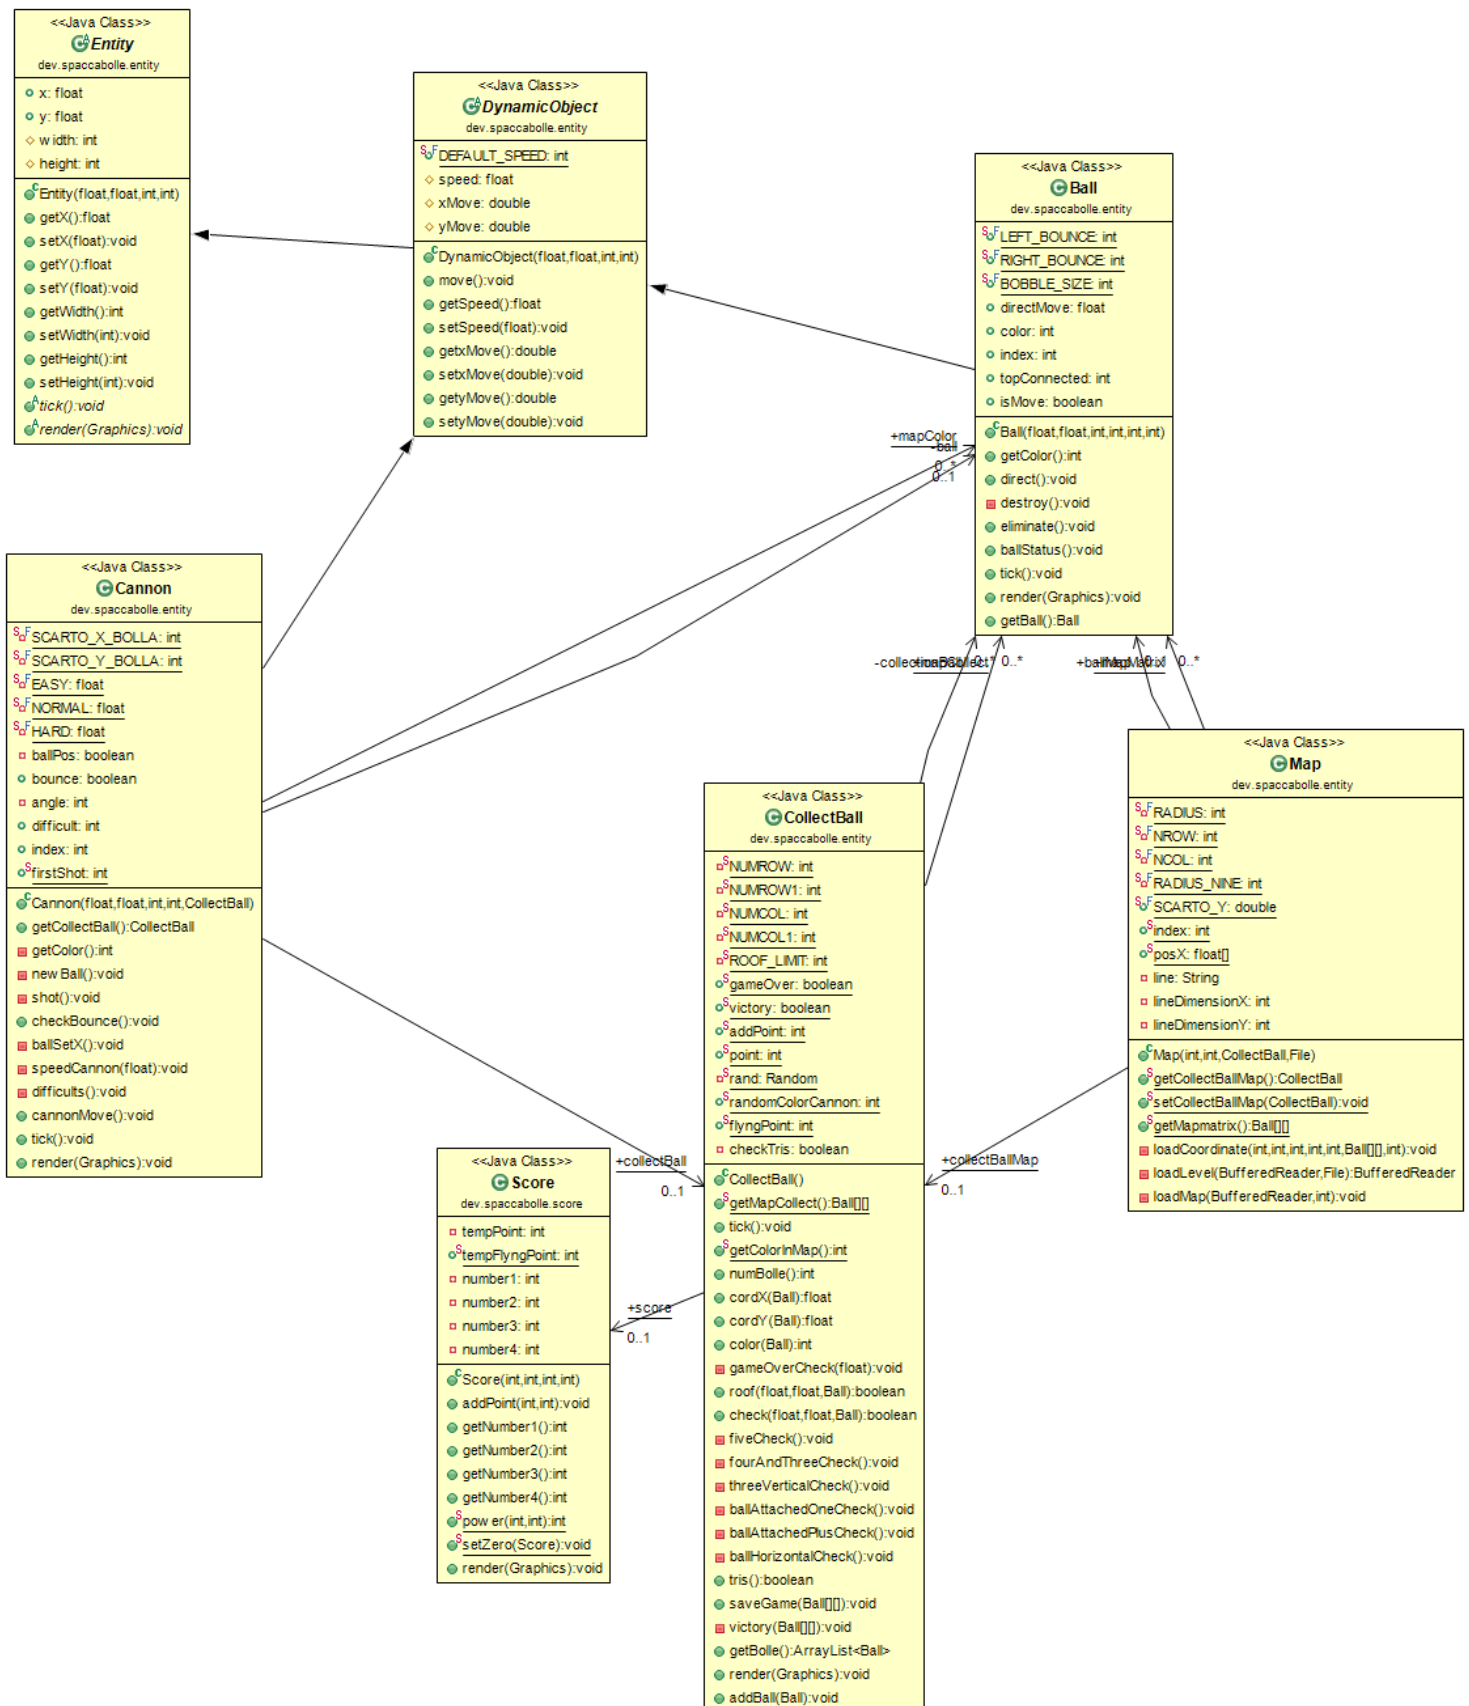 <<Java Class>>
Entity
dev.spaccabolle.entity
x: float
y: float
width: int
height: int
Entity(float,float,int,int)
getX():float
setX(float):void
getY():float
setY(float):void
getWidth():int
setWidth(int):void
getHeight():int
setHeight(int):void
tick():void
render(Graphics):void
<<Java Class>>
DynamicObject
dev.spaccabolle.entity
DEFAULT_SPEED: int
speed: float
xMove: double
yMove: double
DynamicObject(float,float,int,int)
move():void
getSpeed():float
setSpeed(float):void
getxMove():double
setxMove(double):void
getyMove():double
setyMove(double):void
<<Java Class>>
Ball
dev.spaccabolle.entity
LEFT_BOUNCE: int
RIGHT_BOUNCE: int
BOBBLE_SIZE: int
directMove: float
color: int
index: int
topConnected: int
isMove: boolean
Ball(float,float,int,int,int,int)
getColor():int
direct():void
destroy():void
eliminate():void
ballStatus():void
tick():void
render(Graphics):void
getBall():Ball
+mapColor
-ball
0..*
0..1
<<Java Class>>
Cannon
dev.spaccabolle.entity
SCARTO_X_BOLLA: int
SCARTO_Y_BOLLA: int
EASY: float
NORMAL: float
HARD: float
ballPos: boolean
bounce: boolean
angle: int
difficult: int
index: int
firstShot: int
Cannon(float,float,int,int,CollectBall)
getCollectBall():CollectBall
getColor():int
newBall():void
shot():void
checkBounce():void
ballSetX():void
speedCannon(float):void
difficults():void
cannonMove():void
tick():void
render(Graphics):void
+mapCollect
0..*
0..*
0..*
<<Java Class>>
Map
dev.spaccabolle.entity
RADIUS: int
NROW: int
NCOL: int
RADIUS_NINE: int
SCARTO_Y: double
index: int
posX: float[]
line: String
lineDimensionX: int
lineDimensionY: int
Map(int,int,CollectBall,File)
getCollectBallMap():CollectBall
setCollectBallMap(CollectBall):void
getMapmatrix():Ball[][]
loadCoordinate(int,int,int,int,int,Ball[][],int):void
loadLevel(BufferedReader,File):BufferedReader
loadMap(BufferedReader,int):void
<<Java Class>>
CollectBall
dev.spaccabolle.entity
NUMROW: int
NUMROW1: int
NUMCOL: int
NUMCOL1: int
ROOF_LIMIT: int
gameOver: boolean
victory: boolean
addPoint: int
point: int
rand: Random
randomColorCannon: int
flyngPoint: int
checkTris: boolean
CollectBall()
getMapCollect():Ball[][]
tick():void
getColorInMap():int
numBolle():int
cordX(Ball):float
cordY(Ball):float
color(Ball):int
gameOverCheck(float):void
roof(float,float,Ball):boolean
check(float,float,Ball):boolean
fiveCheck():void
fourAndThreeCheck():void
threeVerticalCheck():void
ballAttachedOneCheck():void
ballAttachedPlusCheck():void
ballHorizontalCheck():void
tris():boolean
saveGame(Ball[][]):void
victory(Ball[][]):void
getBolle():ArrayList<Ball>
render(Graphics):void
addBall(Ball):void
+collectBall
0..1
+collectBallMap
0..1
+score
0..1
<<Java Class>>
Score
dev.spaccabolle.score
tempPoint: int
tempFlyngPoint: int
number1: int
number2: int
number3: int
number4: int
Score(int,int,int,int)
addPoint(int,int):void
getNumber1():int
getNumber2():int
getNumber3():int
getNumber4():int
power(int,int):int
setZero(Score):void
render(Graphics):void